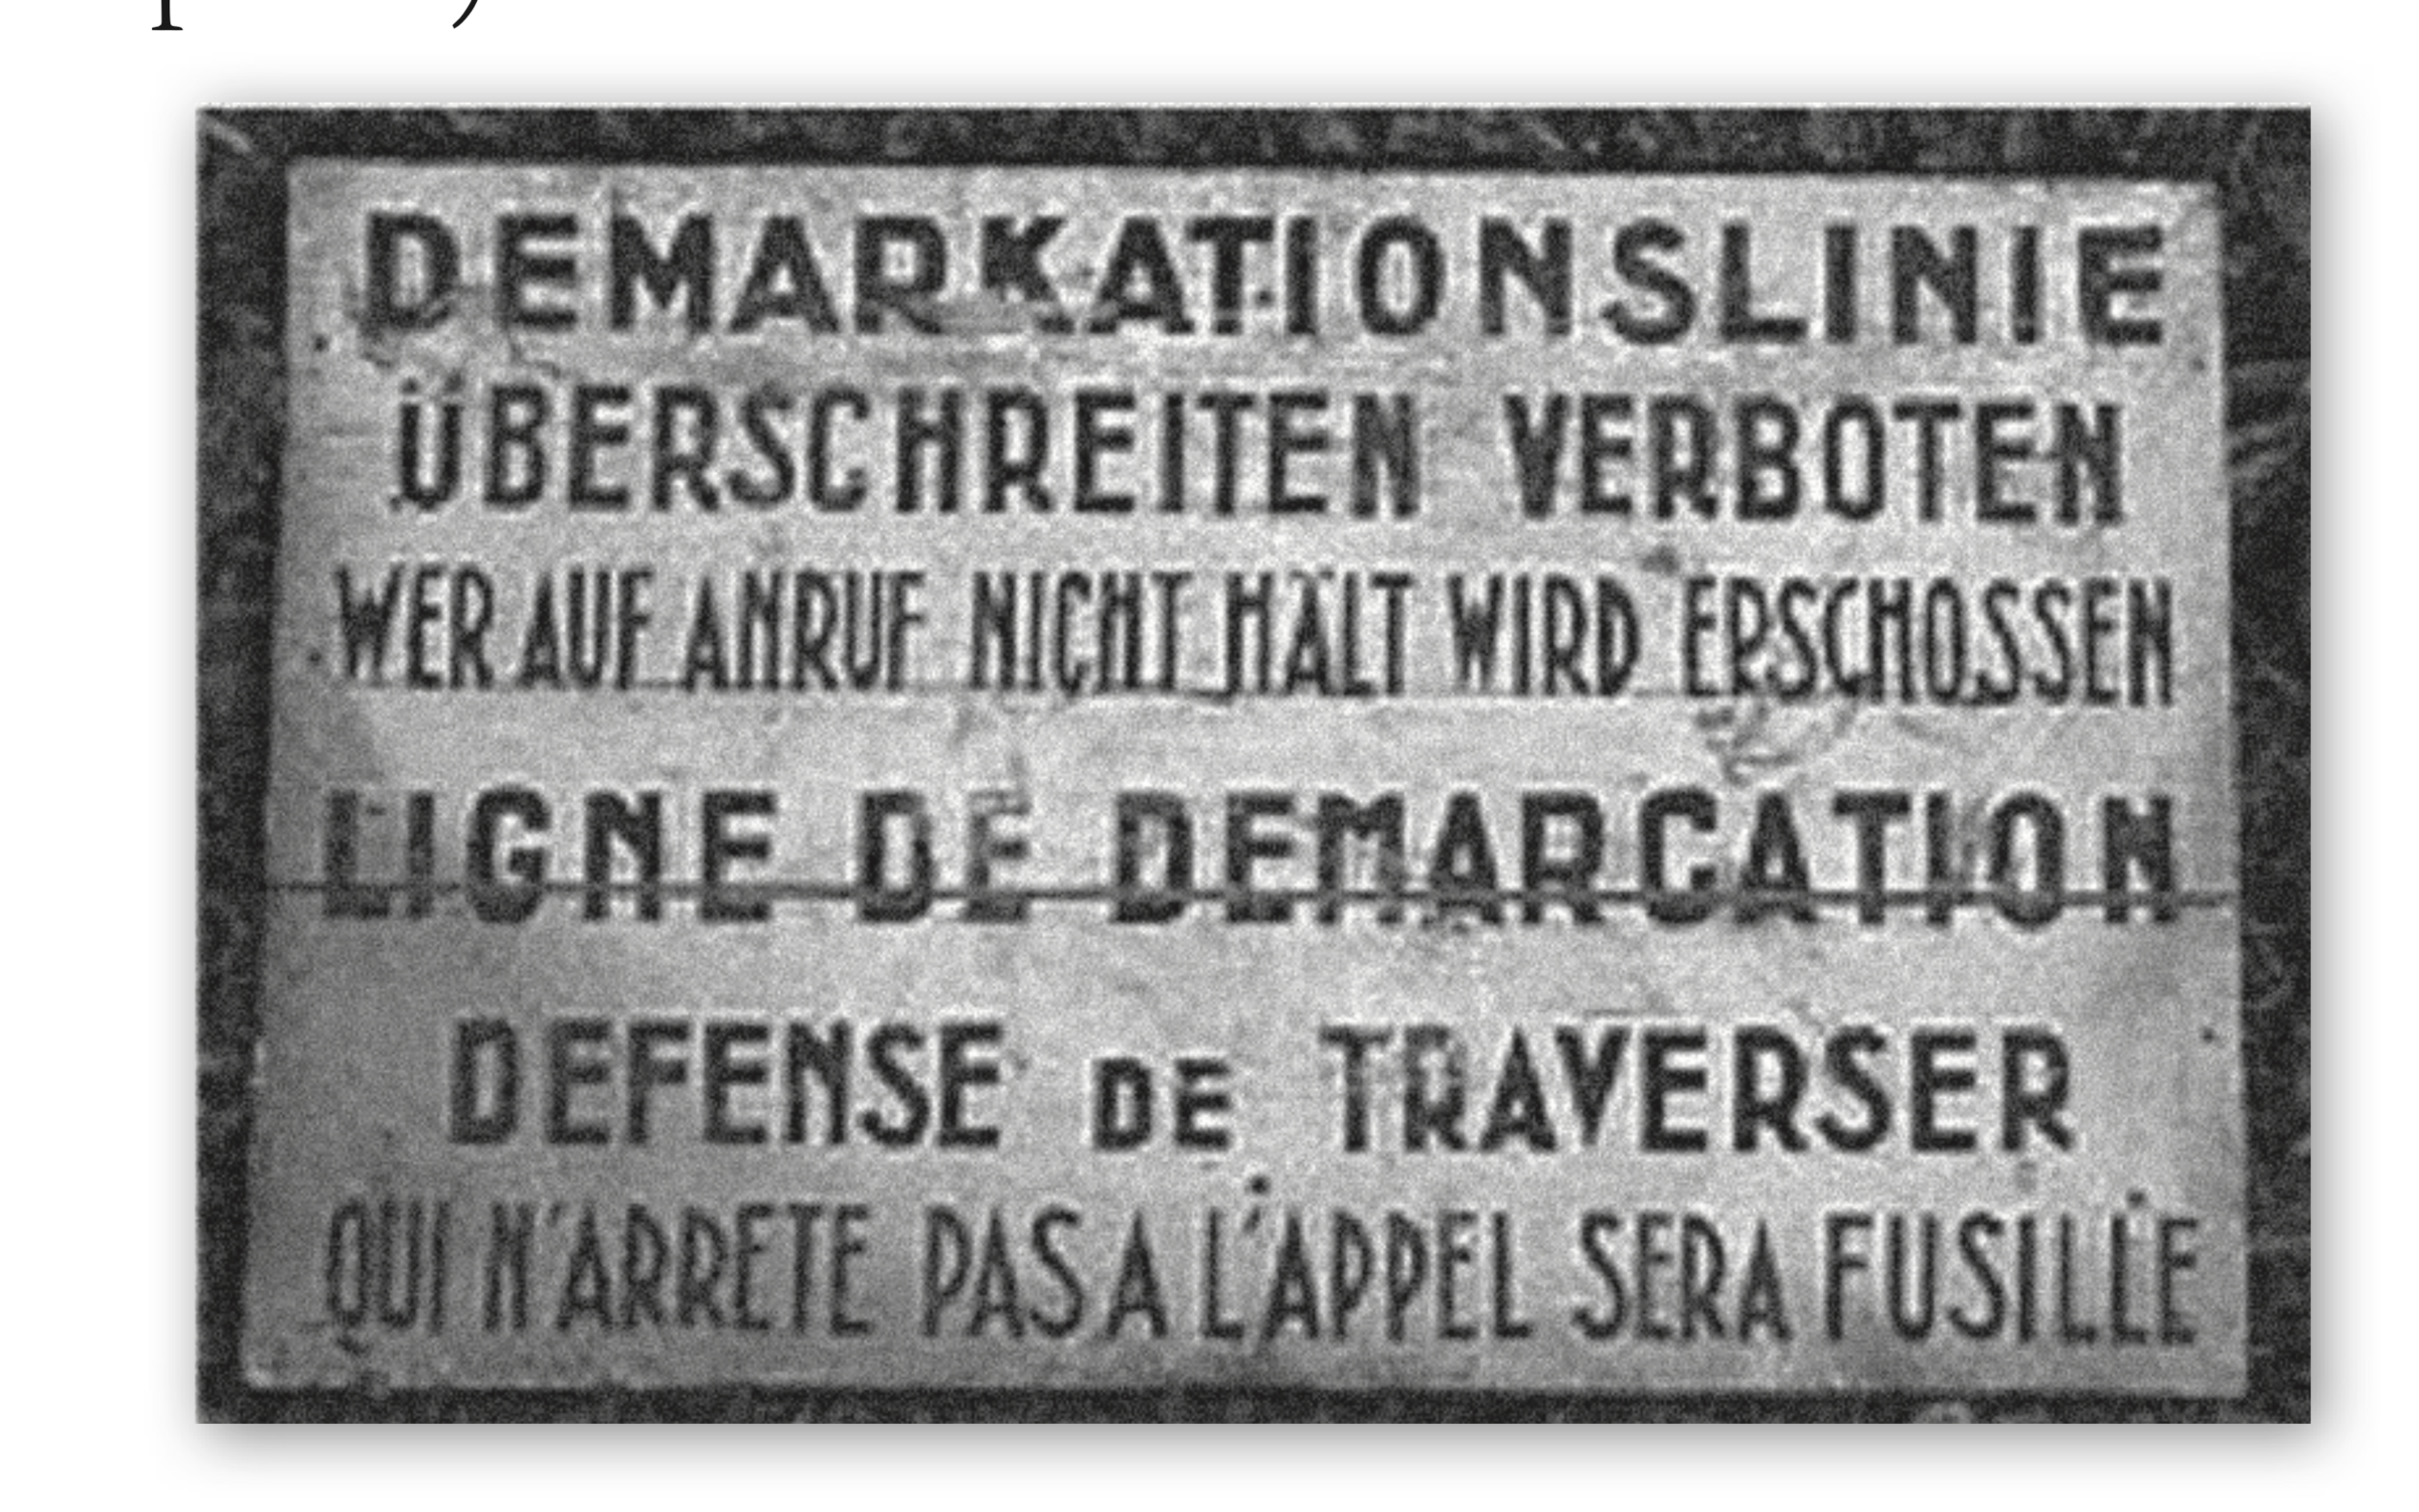 DEMARKATIONSLINIE
ÜBERSCHREITEN VERBOTEN
WER AUF ANRUF NICHT HÄLT WIRD ERSCHOSSEN
LIGNE DE DEMARCATION
DEFENSE DE TRAVERSER
QUI N'ARRETE PAS A L'APPEL SERA FUSILLE